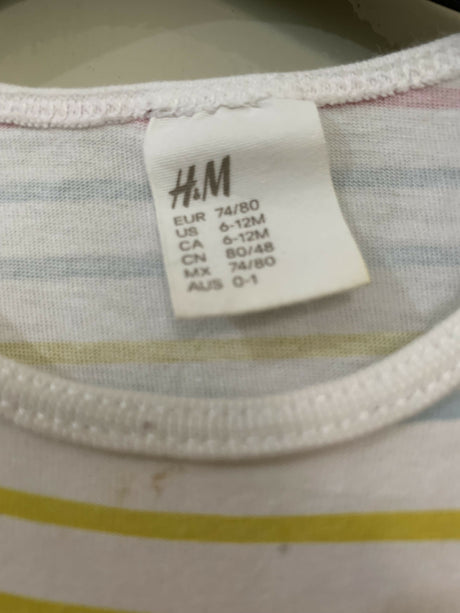 H&M
EUR 74/80
US 6-12M
CA 6-12M
CN 80/48
MX 74/80
AUS 0-1